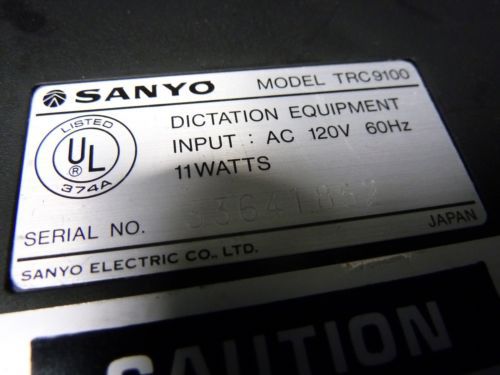 SANYO MODEL TRC9100
DICTATION EQUIPMENT
LISTED
UL
®
374A
INPUT : AC 120V 60Hz
11WATTS
SERIAL NO.
JAPAN
SANYO ELECTRIC CO., LTD.
CAUTION